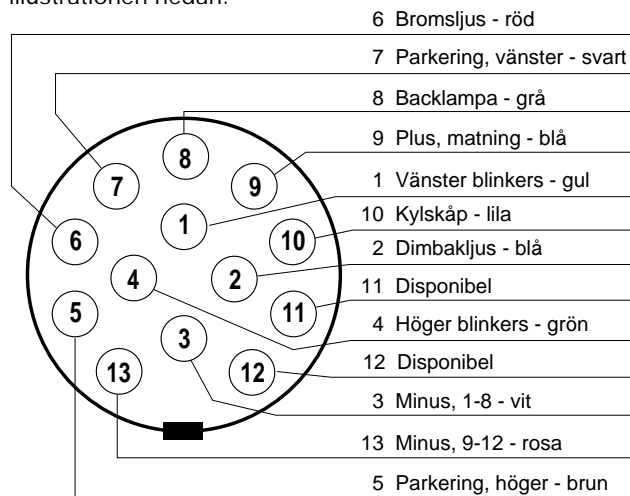 illustrationen nedan.
6 Bromsljus - röd
7 Parkering, vänster - svart
8 Backlampa - grå
9 Plus, matning - blå
1 Vänster blinkers - gul
10 Kylskåp - lila
2 Dimbakljus - blå
11 Disponibel
4 Höger blinkers - grön
12 Disponibel
3 Minus, 1-8 - vit
13 Minus, 9-12 - rosa
5 Parkering, höger - brun
8
7
9
1
6
10
4
2
5
11
3
13
12